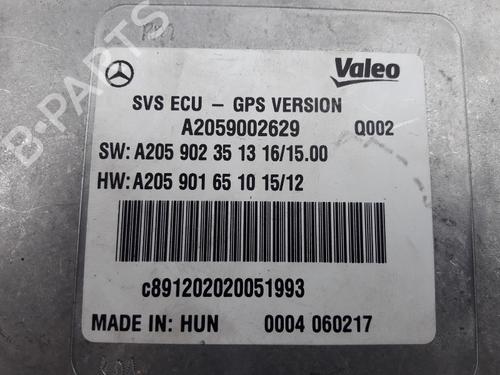 Valeo
SVS ECU – GPS VERSION
A2059002629 Q002
SW: A205 902 35 13 16/15.00
HW: A205 901 65 10 15/12
c891202020051993
MADE IN: HUN 0004 060217
B-PARTS